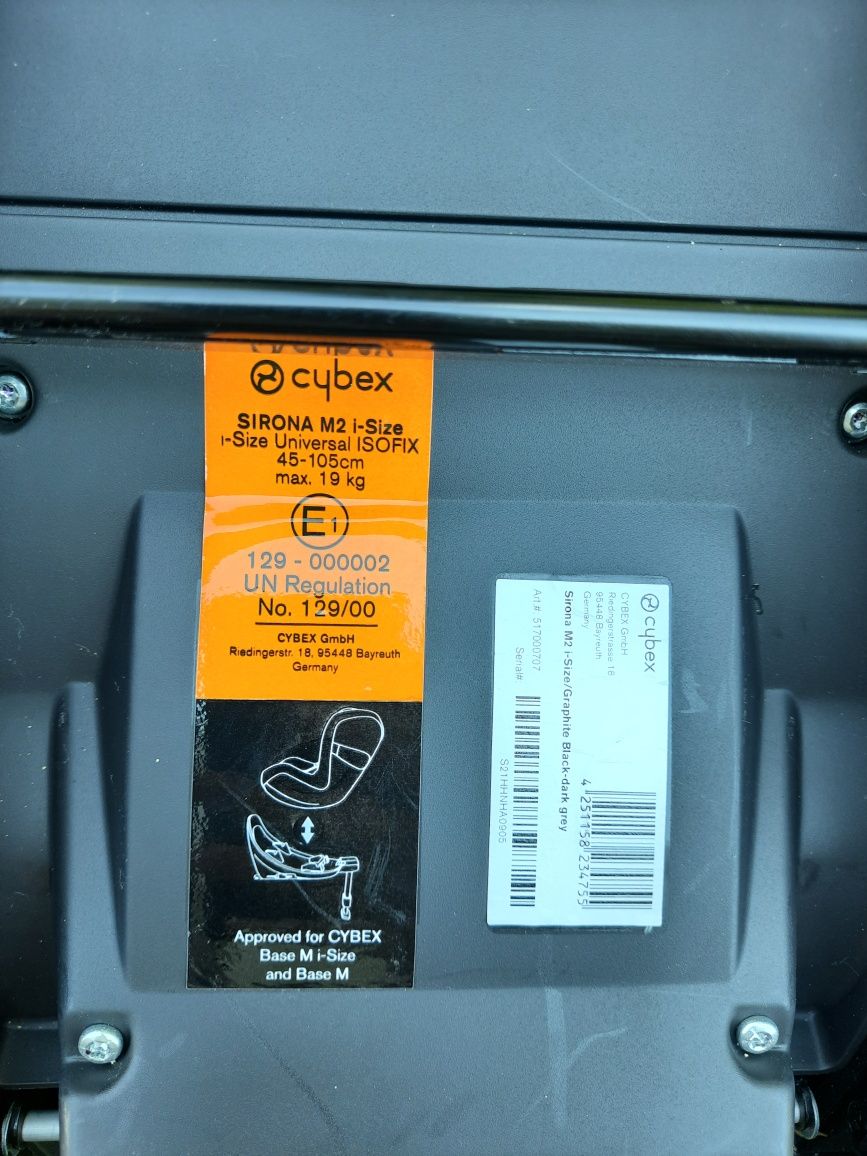 cybex
SIRONA M2 i-Size
i-Size Universal ISOFIX
45-105cm
max. 19 kg
E1
129 - 000002
UN Regulation
No. 129/00
CYBEX GmbH
Riedingerstr. 18, 95448 Bayreuth
Germany
Approved for CYBEX
Base M i-Size
and Base M
cybex
CYBEX GmbH
Riedingerstrasse 18
95448 Bayreuth
Germany
Sirona M2 i-Size/Graphite Black-dark grey
4 251158 234755
Art.# 517000707 Serial#
S21HHNHA0905